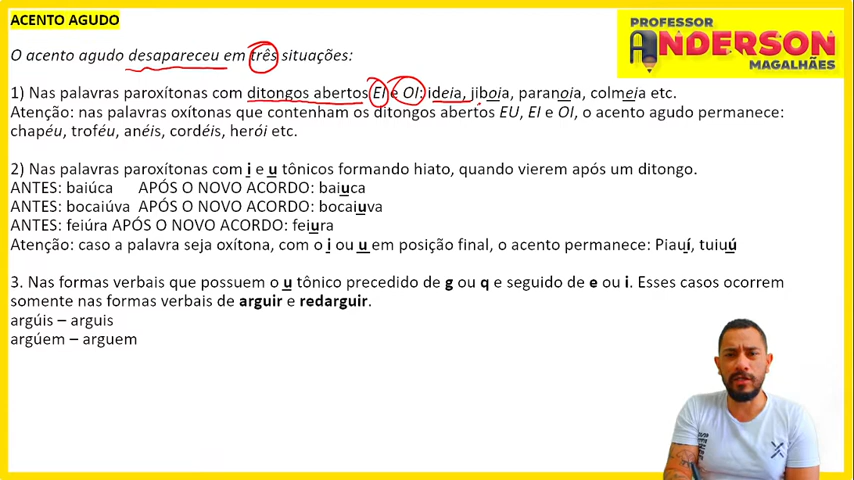 ACENTO AGUDO
PROFESSOR
ANDERSON
MAGALHÃES
O acento agudo desapareceu em três situações:
1) Nas palavras paroxítonas com ditongos abertos EI e OI: ideia, jiboia, paranoia, colmeia etc.
Atenção: nas palavras oxítonas que contenham os ditongos abertos EU, EI e OI, o acento agudo permanece:
chapéu, troféu, anéis, cordéis, herói etc.
2) Nas palavras paroxítonas com i e u tônicos formando hiato, quando vierem após um ditongo.
ANTES: baiúca APÓS O NOVO ACORDO: baiuca
ANTES: bocaiúva APÓS O NOVO ACORDO: bocaiuva
ANTES: feiúra APÓS O NOVO ACORDO: feiura
Atenção: caso a palavra seja oxítona, com o i ou u em posição final, o acento permanece: Piauí, tuiuú
3. Nas formas verbais que possuem o u tônico precedido de g ou q e seguido de e ou i. Esses casos ocorrem
somente nas formas verbais de arguir e redarguir.
argúis – arguis
argúem – arguem